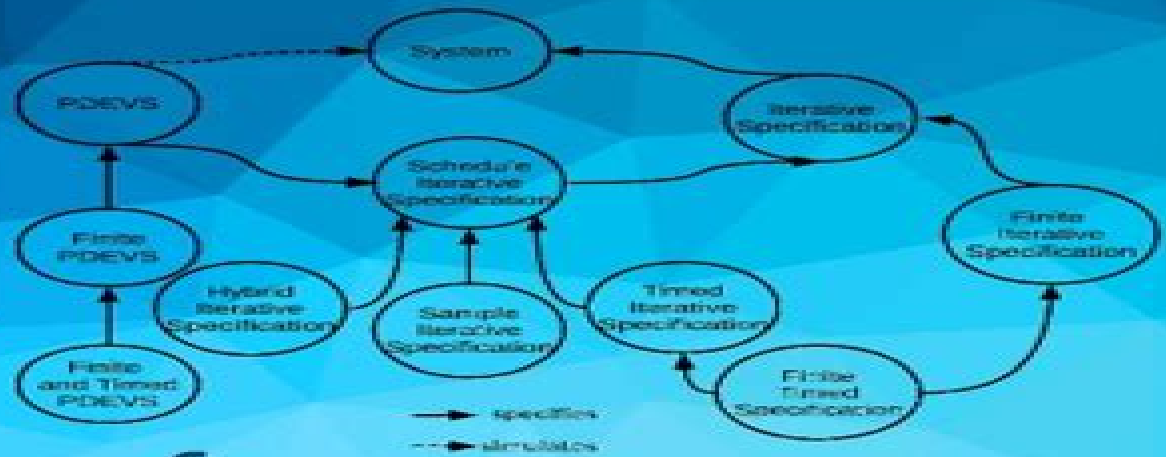 System
PDEVS
Iterative
Specification
Schedule
Iterative
Specification
Finite
Iterative
Specification
Finite
PDEVS
Hybrid
Iterative
Specification
Sample
Iterative
Specification
Timed
Iterative
Specification
Finite
and Timed
PDEVS
Finite
Timed
Specification
specifies
simulates